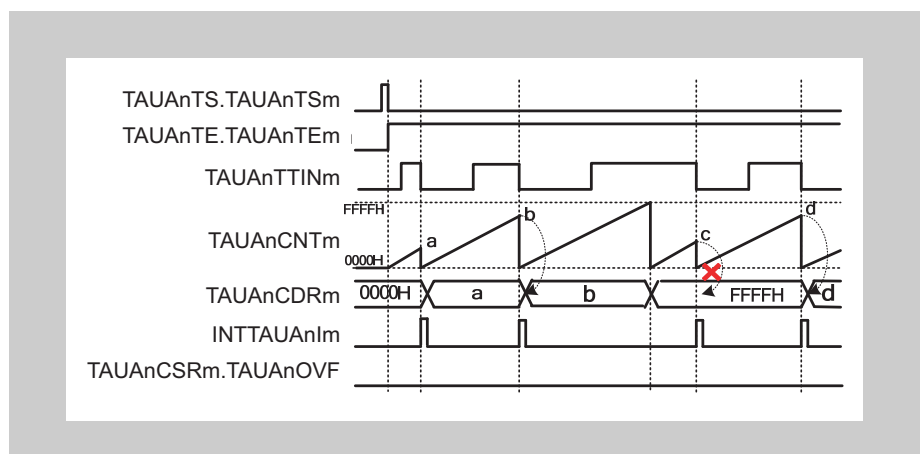 TAUAnTS.TAUAnTSm
TAUAnTE.TAUAnTEm
TAUAnTTINm
FFFFH
TAUAnCNTm
0000H
a
b
c
d
TAUAnCDRm
0000H
a
b
FFFFH
d
INTTAUAnIm
TAUAnCSRm.TAUAnOVF